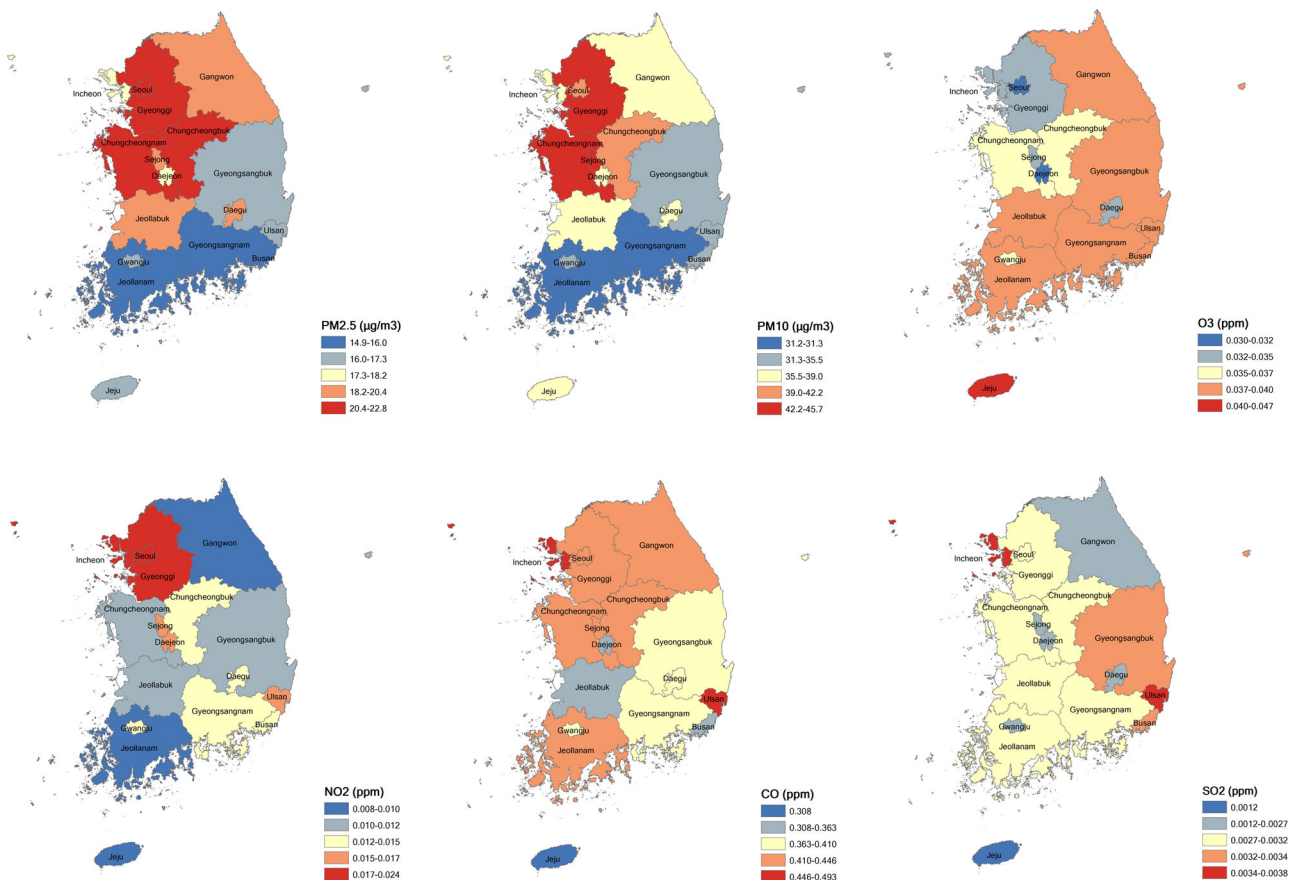 Gangwon
Seoul
Incheon
Gyeonggi
Chungcheongbuk
Chungcheongnam
Sejong
Daejeon
Gyeongsangbuk
Jeollabuk
Daegu
Ulsan
Gyeongsangnam
Busan
Gwangju
Jeollanam
Jeju
PM2.5 (µg/m3)
14.9-16.0
16.0-17.3
17.3-18.2
18.2-20.4
20.4-22.8
Gangwon
Seoul
Incheon
Gyeonggi
Chungcheongbuk
Chungcheongnam
Sejong
Daejeon
Gyeongsangbuk
Jeollabuk
Daegu
Ulsan
Gyeongsangnam
Busan
Gwangju
Jeollanam
Jeju
PM10 (µg/m3)
31.2-31.3
31.3-35.5
35.5-39.0
39.0-42.2
42.2-45.7
Gangwon
Seoul
Incheon
Gyeonggi
Chungcheongbuk
Chungcheongnam
Sejong
Daejeon
Gyeongsangbuk
Jeollabuk
Daegu
Ulsan
Gyeongsangnam
Busan
Gwangju
Jeollanam
Jeju
O3 (ppm)
0.030-0.032
0.032-0.035
0.035-0.037
0.037-0.040
0.040-0.047
Gangwon
Seoul
Incheon
Gyeonggi
Chungcheongbuk
Chungcheongnam
Sejong
Daejeon
Gyeongsangbuk
Jeollabuk
Daegu
Ulsan
Gyeongsangnam
Busan
Gwangju
Jeollanam
Jeju
NO2 (ppm)
0.008-0.010
0.010-0.012
0.012-0.015
0.015-0.017
0.017-0.024
Gangwon
Seoul
Incheon
Gyeonggi
Chungcheongbuk
Chungcheongnam
Sejong
Daejeon
Gyeongsangbuk
Jeollabuk
Daegu
Ulsan
Gyeongsangnam
Busan
Gwangju
Jeollanam
Jeju
CO (ppm)
0.308
0.308-0.363
0.363-0.410
0.410-0.446
0.446-0.493
Gangwon
Seoul
Incheon
Gyeonggi
Chungcheongbuk
Chungcheongnam
Sejong
Daejeon
Gyeongsangbuk
Jeollabuk
Daegu
Ulsan
Gyeongsangnam
Busan
Gwangju
Jeollanam
Jeju
SO2 (ppm)
0.0012
0.0012-0.0027
0.0027-0.0032
0.0032-0.0034
0.0034-0.0038